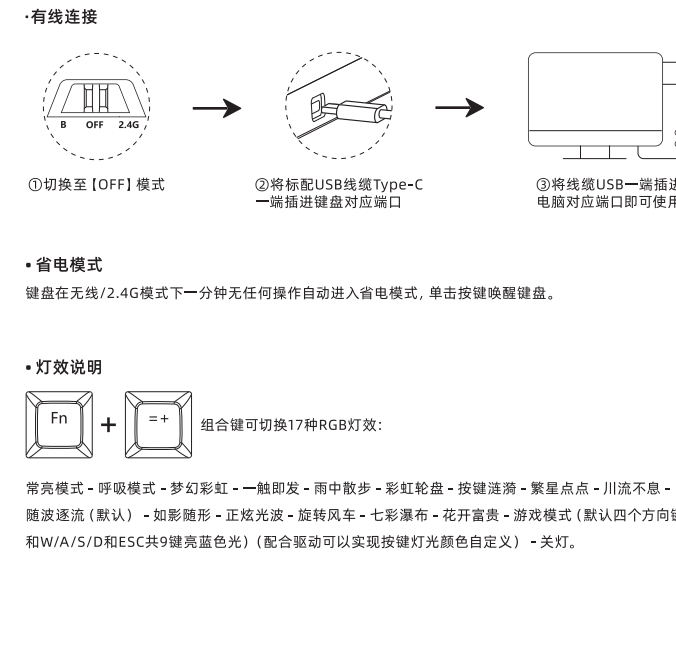 ·有线连接
B OFF 2.4G
①切换至【OFF】模式
②将标配USB线缆Type-C
一端插进键盘对应端口
③将线缆USB一端插进
电脑对应端口即可使用
• 省电模式
键盘在无线/2.4G模式下一分钟无任何操作自动进入省电模式, 单击按键唤醒键盘。
• 灯效说明
Fn + =+ 组合键可切换17种RGB灯效:
常亮模式 - 呼吸模式 - 梦幻彩虹 - 一触即发 - 雨中散步 - 彩虹轮盘 - 按键涟漪 - 繁星点点 - 川流不息 -
随波逐流 (默认) - 如影随形 - 正炫光波 - 旋转风车 - 七彩瀑布 - 花开富贵 - 游戏模式 (默认四个方向键
和W/A/S/D和ESC共9键亮蓝色光) (配合驱动可以实现按键灯光颜色自定义) - 关灯。